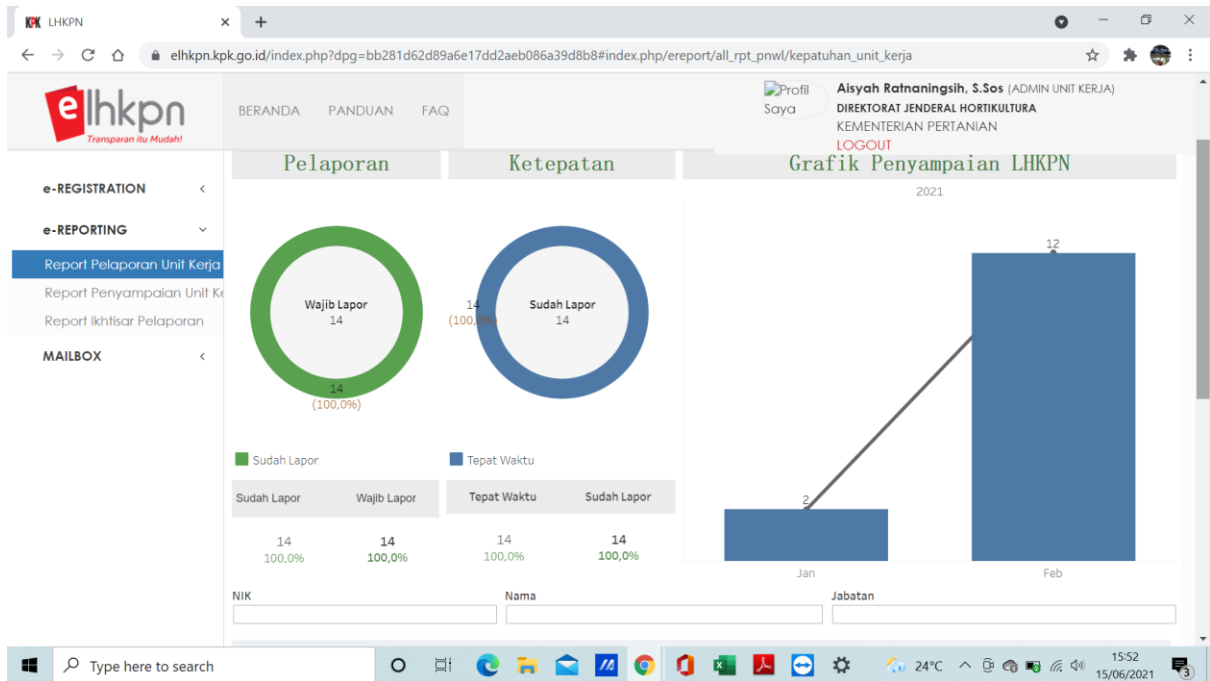 KPK LHKPN
elhkpn.kpk.go.id/index.php?dpg=bb281d62d89a6e17dd2aeb086a39d8b8#index.php/ereport/all_rpt_pnwl/kepatuhan_unit_kerja
elhkpn
Transparan itu Mudah!
BERANDA PANDUAN FAQ
Profil Saya
Aisyah Ratnaningsih, S.Sos (ADMIN UNIT KERJA)
DIREKTORAT JENDERAL HORTIKULTURA
KEMENTERIAN PERTANIAN
LOGOUT
e-REGISTRATION
e-REPORTING
Report Pelaporan Unit Kerja
Report Penyampaian Unit Ke
Report Ikhtisar Pelaporan
MAILBOX
Pelaporan
Wajib Lapor
14
14
(100,0%)
Sudah Lapor
Sudah Lapor Wajib Lapor
14 14
100,0% 100,0%
Ketepatan
14
(100,0%)
Sudah Lapor
14
Tepat Waktu
Tepat Waktu Sudah Lapor
14 14
100,0% 100,0%
Grafik Penyampaian LHKPN
2021
12
2
Jan Feb
NIK Nama Jabatan
Type here to search
24°C
15:52
15/06/2021
3